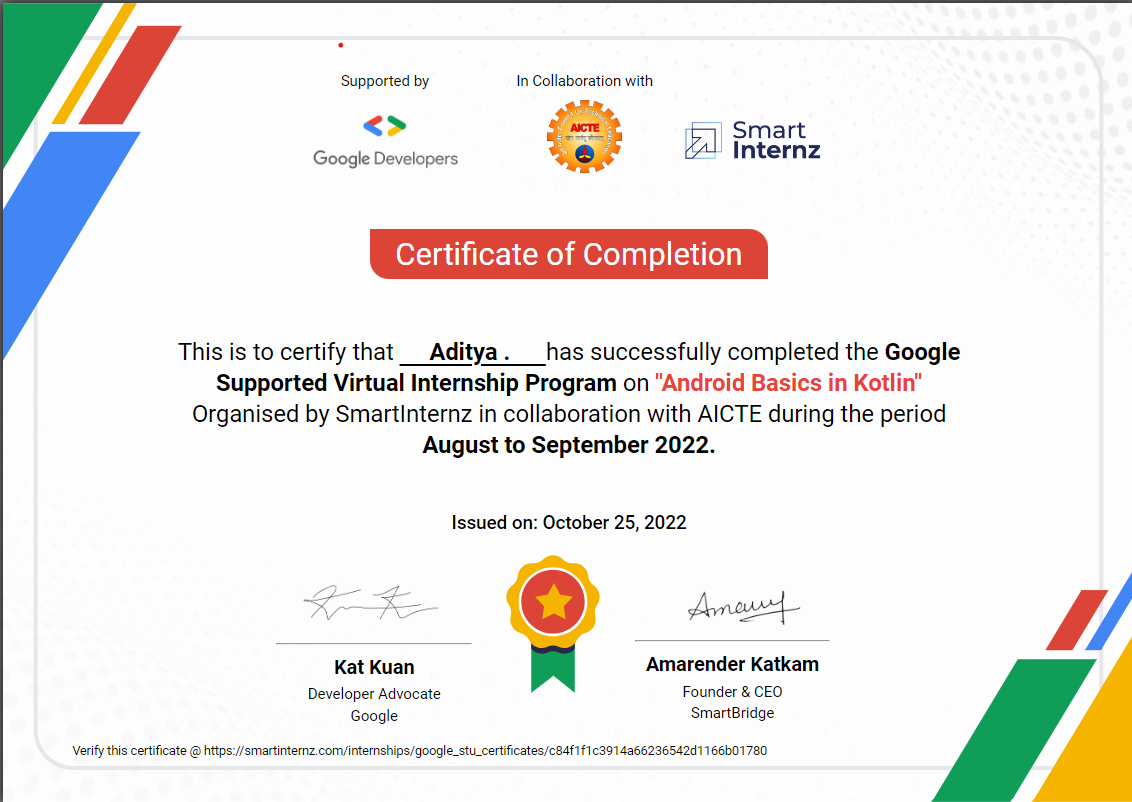 Supported by
In Collaboration with
AICTE
Google Developers
Smart
Internz
Certificate of Completion
This is to certify that Aditya . has successfully completed the Google
Supported Virtual Internship Program on "Android Basics in Kotlin"
Organised by SmartInternz in collaboration with AICTE during the period
August to September 2022.
Issued on: October 25, 2022
Kat Kuan
Developer Advocate
Google
Amarender Katkam
Founder & CEO
SmartBridge
Verify this certificate @ https://smartinternz.com/internships/google_stu_certificates/c84f1f1c3914a66236542d1166b01780